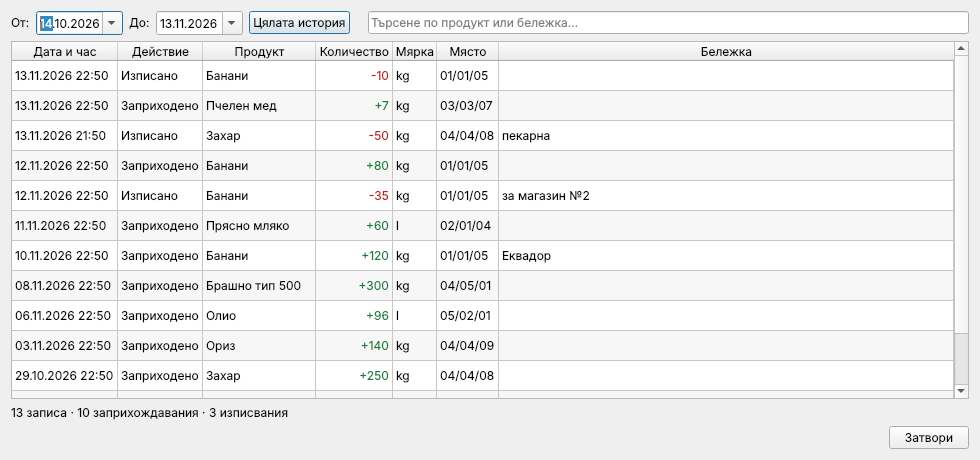 От: 14.10.2026 До: 13.11.2026 Цялата история Търсене по продукт или бележка...
Дата и час Действие Продукт Количество Мярка Място Бележка
13.11.2026 22:50 Изписано Банани -10 kg 01/01/05
13.11.2026 22:50 Заприходено Пчелен мед +7 kg 03/03/07
13.11.2026 21:50 Изписано Захар -50 kg 04/04/08 пекарна
12.11.2026 22:50 Заприходено Банани +80 kg 01/01/05
12.11.2026 22:50 Изписано Банани -35 kg 01/01/05 за магазин №2
11.11.2026 22:50 Заприходено Прясно мляко +60 l 02/01/04
10.11.2026 22:50 Заприходено Банани +120 kg 01/01/05 Еквадор
08.11.2026 22:50 Заприходено Брашно тип 500 +300 kg 04/05/01
06.11.2026 22:50 Заприходено Олио +96 l 05/02/01
03.11.2026 22:50 Заприходено Ориз +140 kg 04/04/09
29.10.2026 22:50 Заприходено Захар +250 kg 04/04/08
13 записа · 10 заприхождавания · 3 изписвания
Затвори